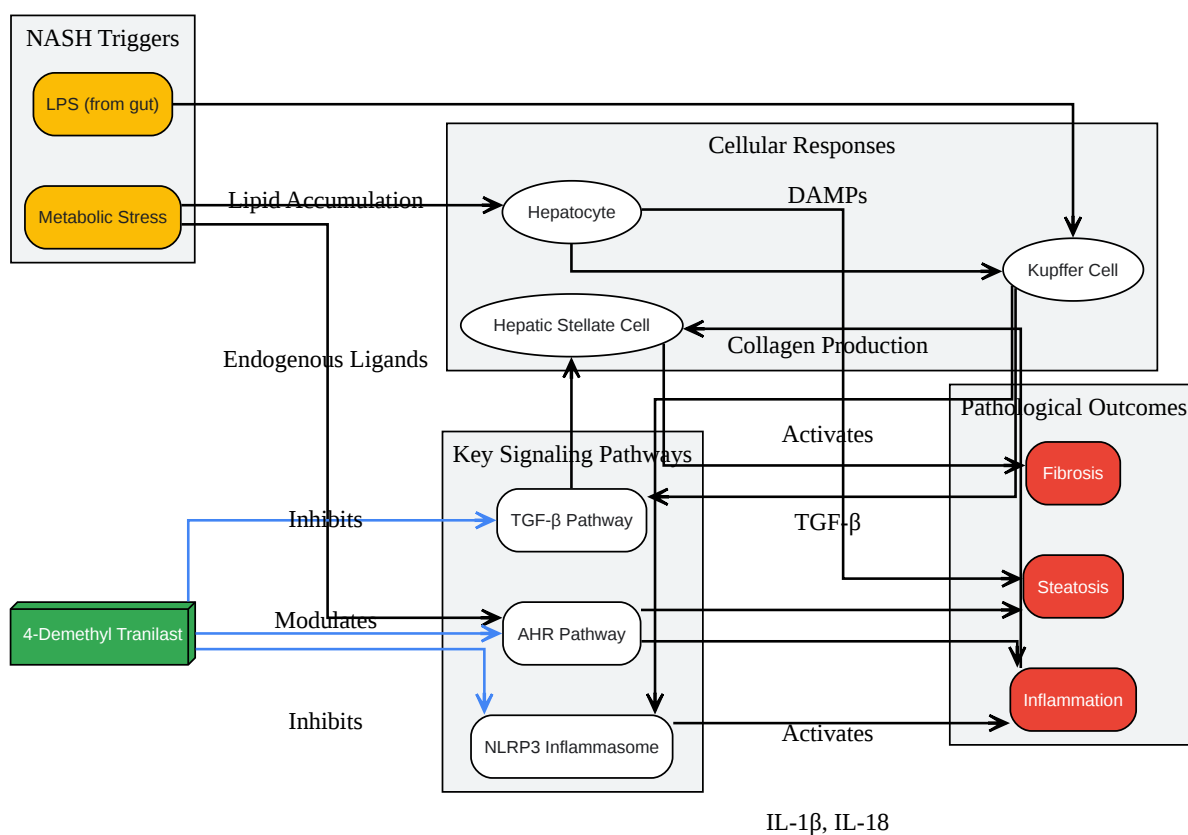 NASH Triggers
LPS (from gut)
Cellular Responses
Metabolic Stress
Lipid Accumulation
Hepatocyte
DAMPs
Kupffer Cell
Hepatic Stellate Cell
Collagen Production
Endogenous Ligands
Pathological Outcomes
Activates
Key Signaling Pathways
Fibrosis
Inhibits
TGF-β Pathway
TGF-β
Steatosis
4-Demethyl Tranilast
Modulates
AHR Pathway
Inflammation
Inhibits
NLRP3 Inflammasome
Activates
IL-1β, IL-18